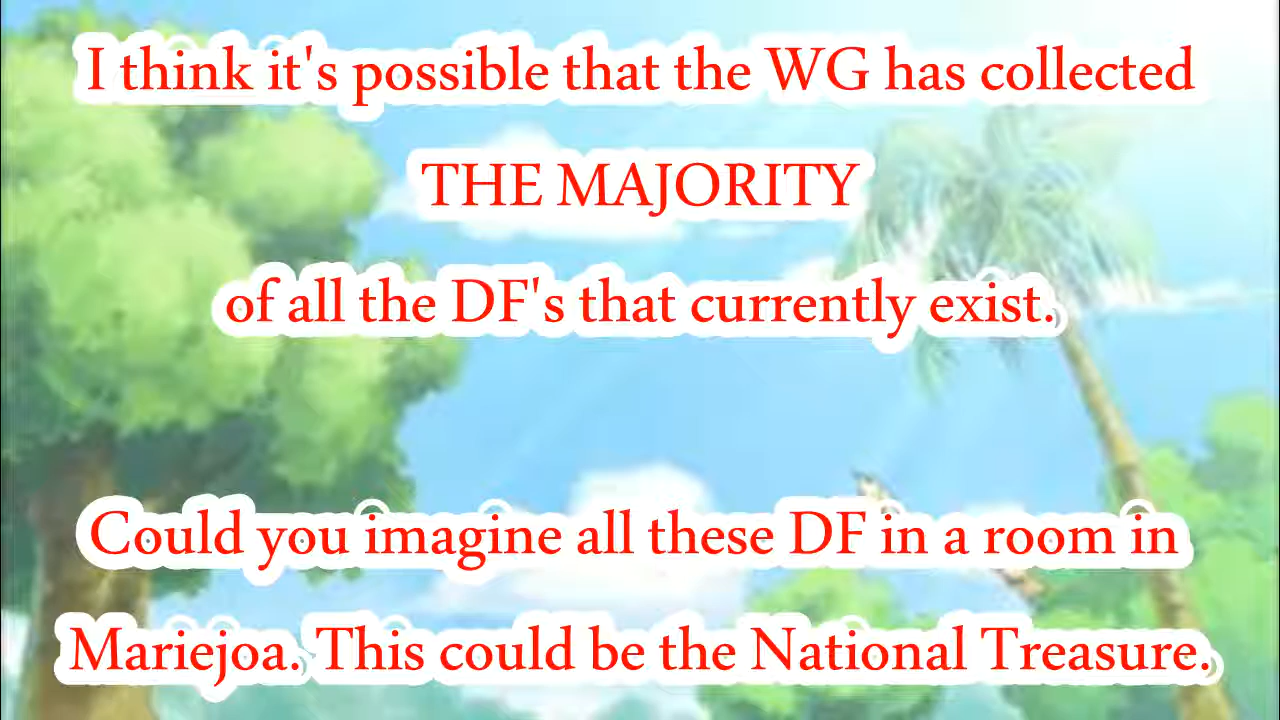 I think it's possible that the WG has collected
THE MAJORITY
of all the DF's that currently exist.
Could you imagine all these DF in a room in
Mariejoa. This could be the National Treasure.